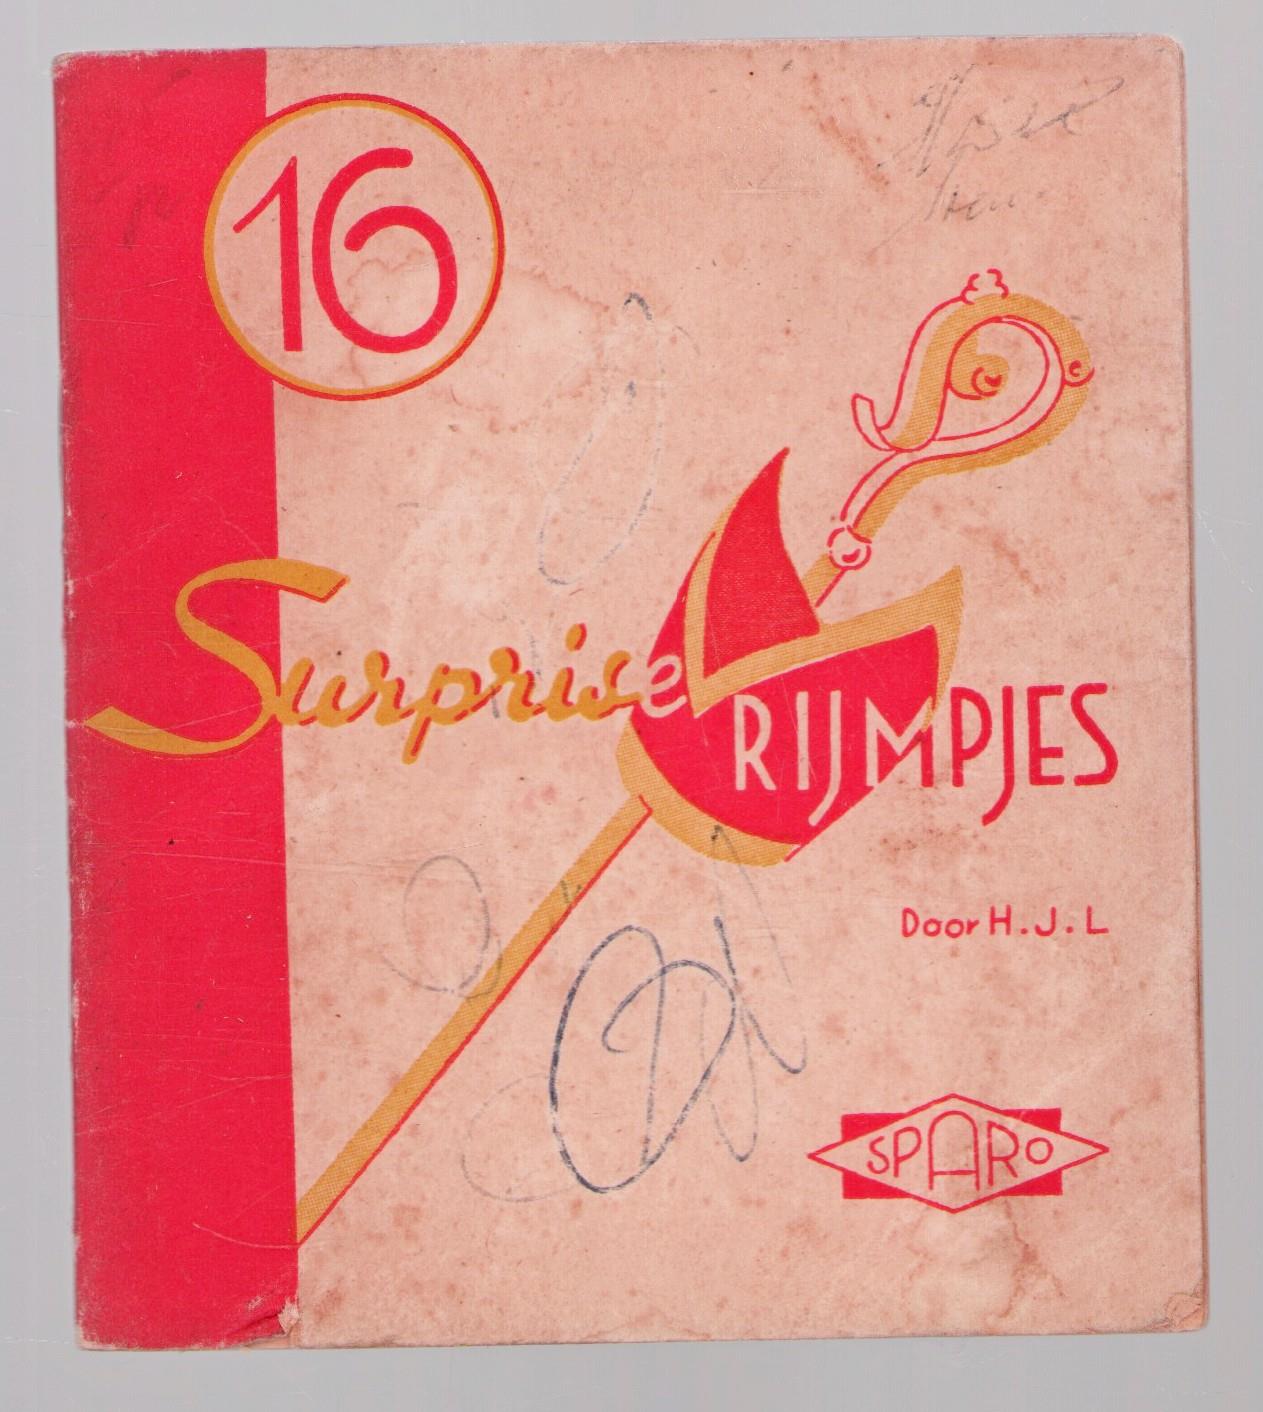 16
Surprise
RIJMPJES
Door H.J.L
SPARO